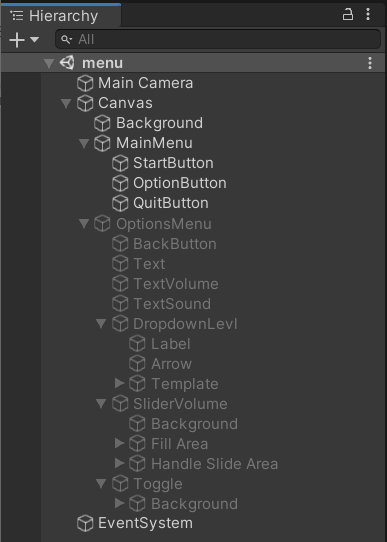 Hierarchy
All
menu
Main Camera
Canvas
Background
MainMenu
StartButton
OptionButton
QuitButton
OptionsMenu
BackButton
Text
TextVolume
TextSound
DropdownLevl
Label
Arrow
Template
SliderVolume
Background
Fill Area
Handle Slide Area
Toggle
Background
EventSystem